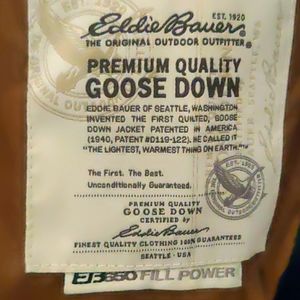 EST. 1920
Eddie Bauer
THE ORIGINAL OUTDOOR OUTFITTER®
PREMIUM QUALITY
GOOSE DOWN
EDDIE BAUER OF SEATTLE, WASHINGTON
INVENTED THE FIRST QUILTED, GOOSE
DOWN JACKET PATENTED IN AMERICA
(1940, PATENT #D119-122). HE CALLED IT
"THE LIGHTEST, WARMEST THING ON EARTH."
The First. The Best.
Unconditionally Guaranteed.
PREMIUM QUALITY
GOOSE DOWN
CERTIFIED by
Eddie Bauer
FINEST QUALITY CLOTHING 100% GUARANTEED
SEATTLE · USA
EB650 FILL POWER